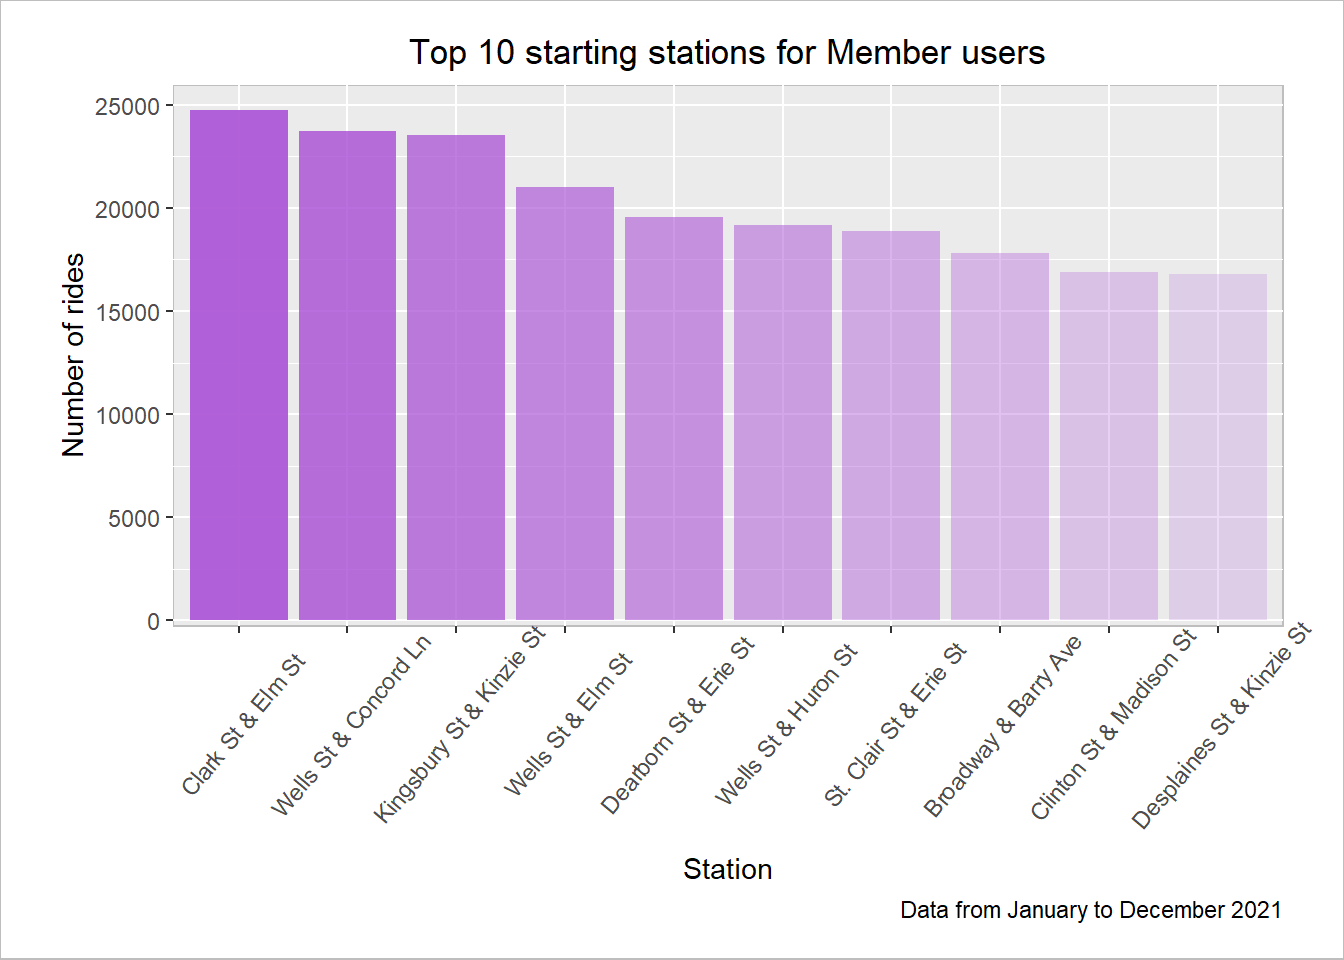 Top 10 starting stations for Member users
Number of rides
25000
20000
15000
10000
5000
0
Clark St & Elm St
Wells St & Concord Ln
Kingsbury St & Kinzie St
Wells St & Elm St
Dearborn St & Erie St
Wells St & Huron St
St. Clair St & Erie St
Broadway & Barry Ave
Clinton St & Madison St
Desplaines St & Kinzie St
Station
Data from January to December 2021